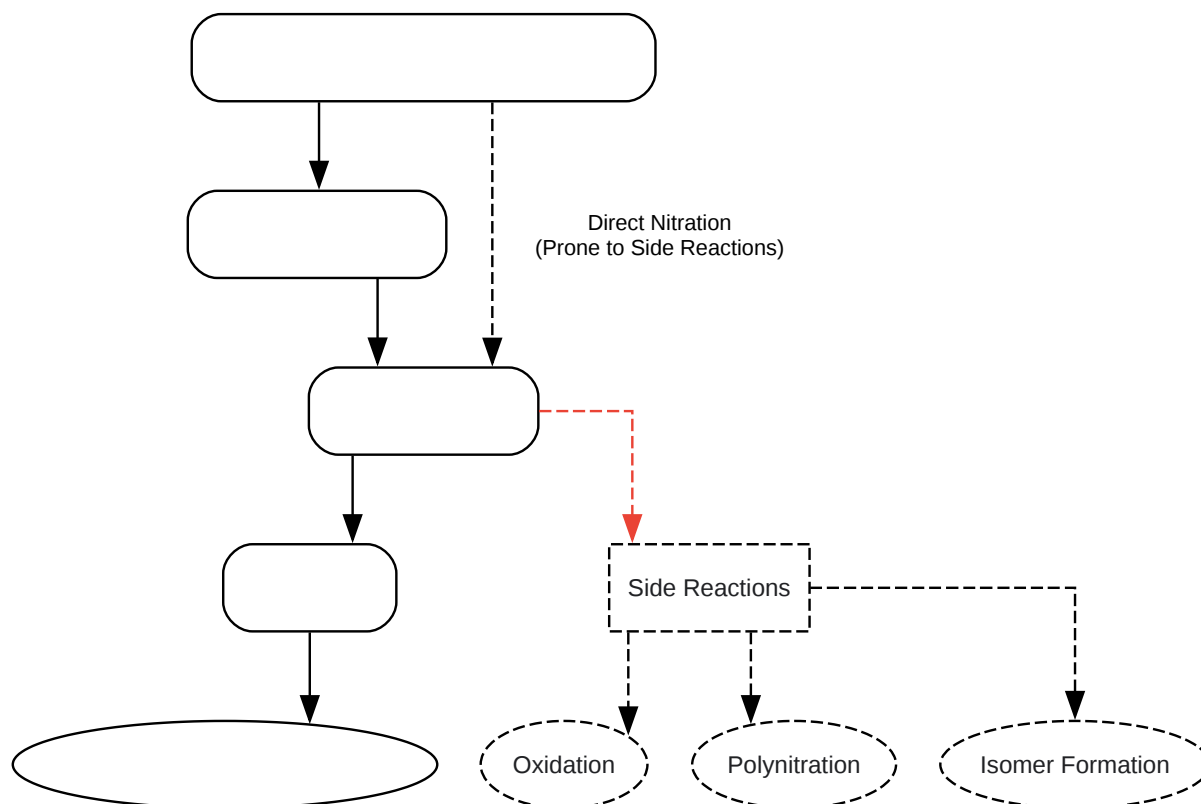 Direct Nitration
(Prone to Side Reactions)
Side Reactions
Oxidation
Polynitration
Isomer Formation